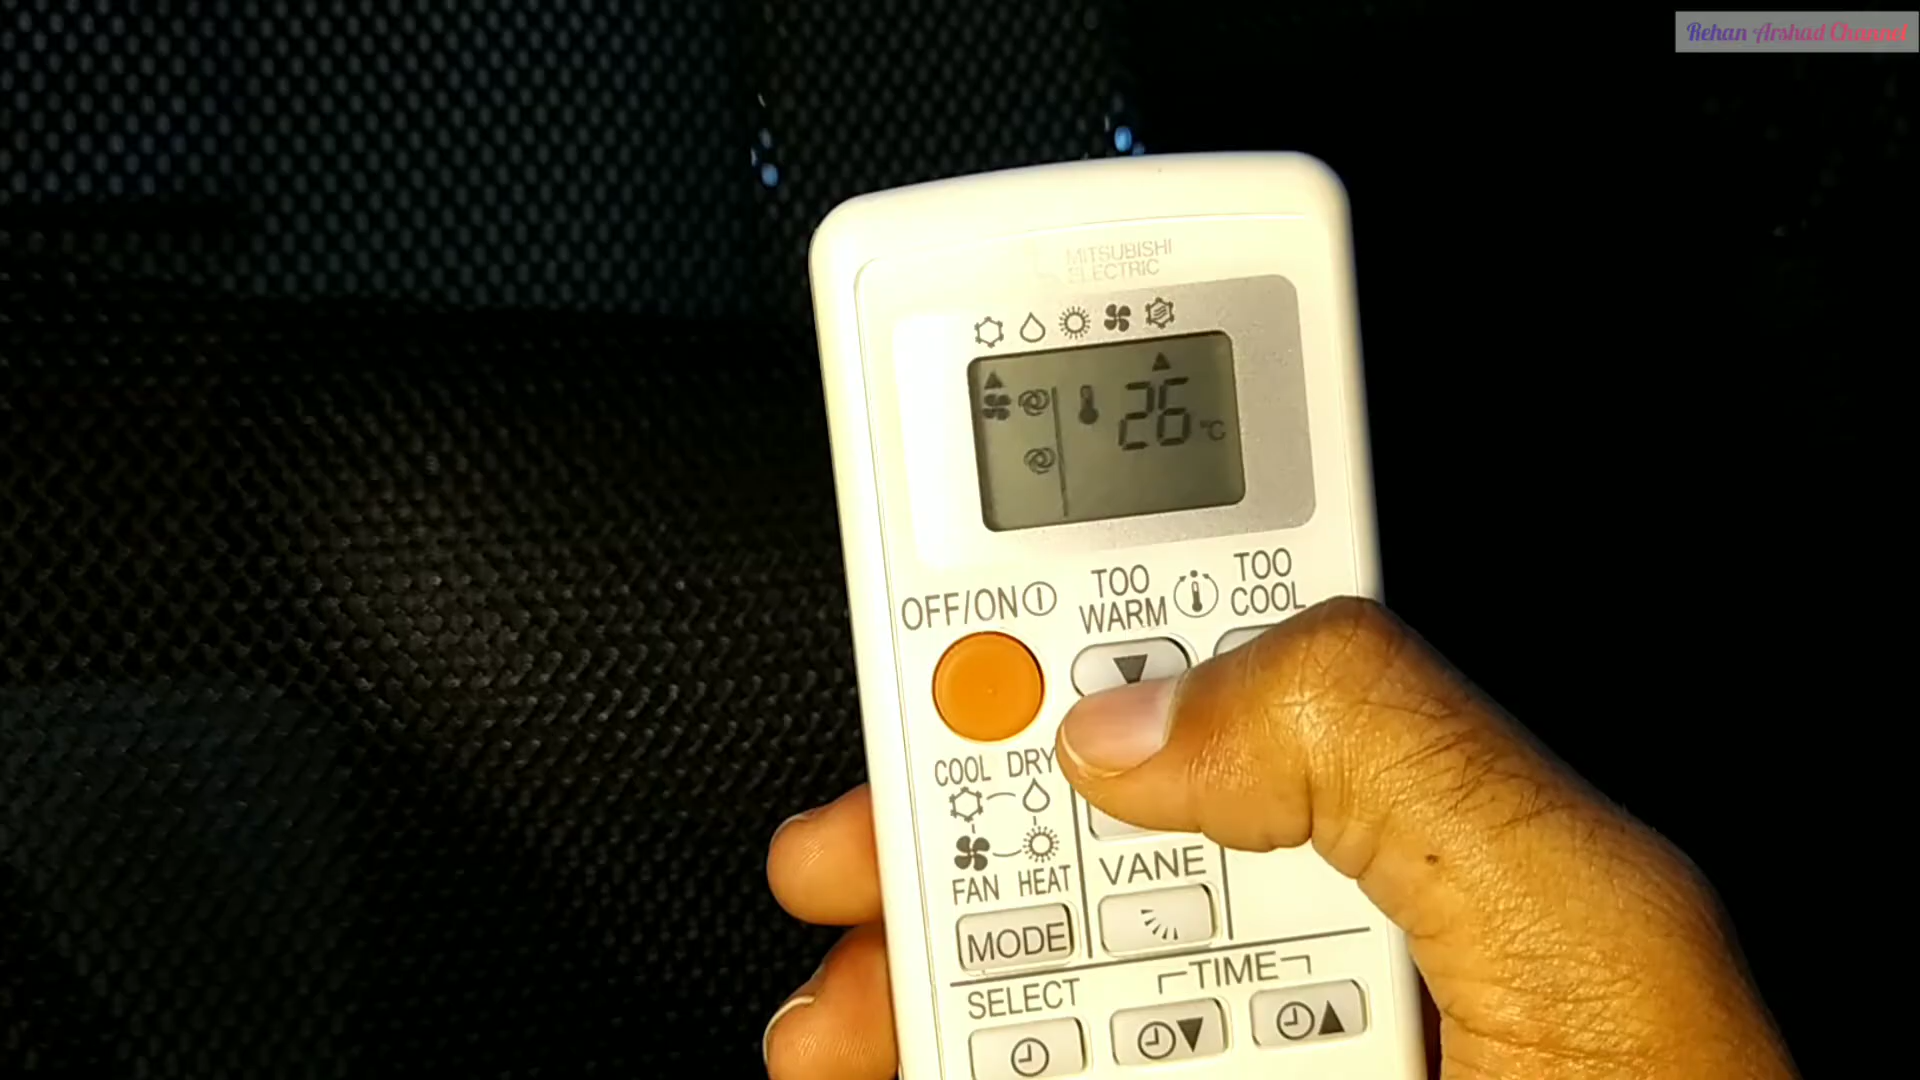 Rehan Arshad Channel
MITSUBISHI
ELECTRIC
26 °C
OFF/ON
TOO
WARM
TOO
COOL
COOL DRY
FAN HEAT
MODE
VANE
SELECT
TIME